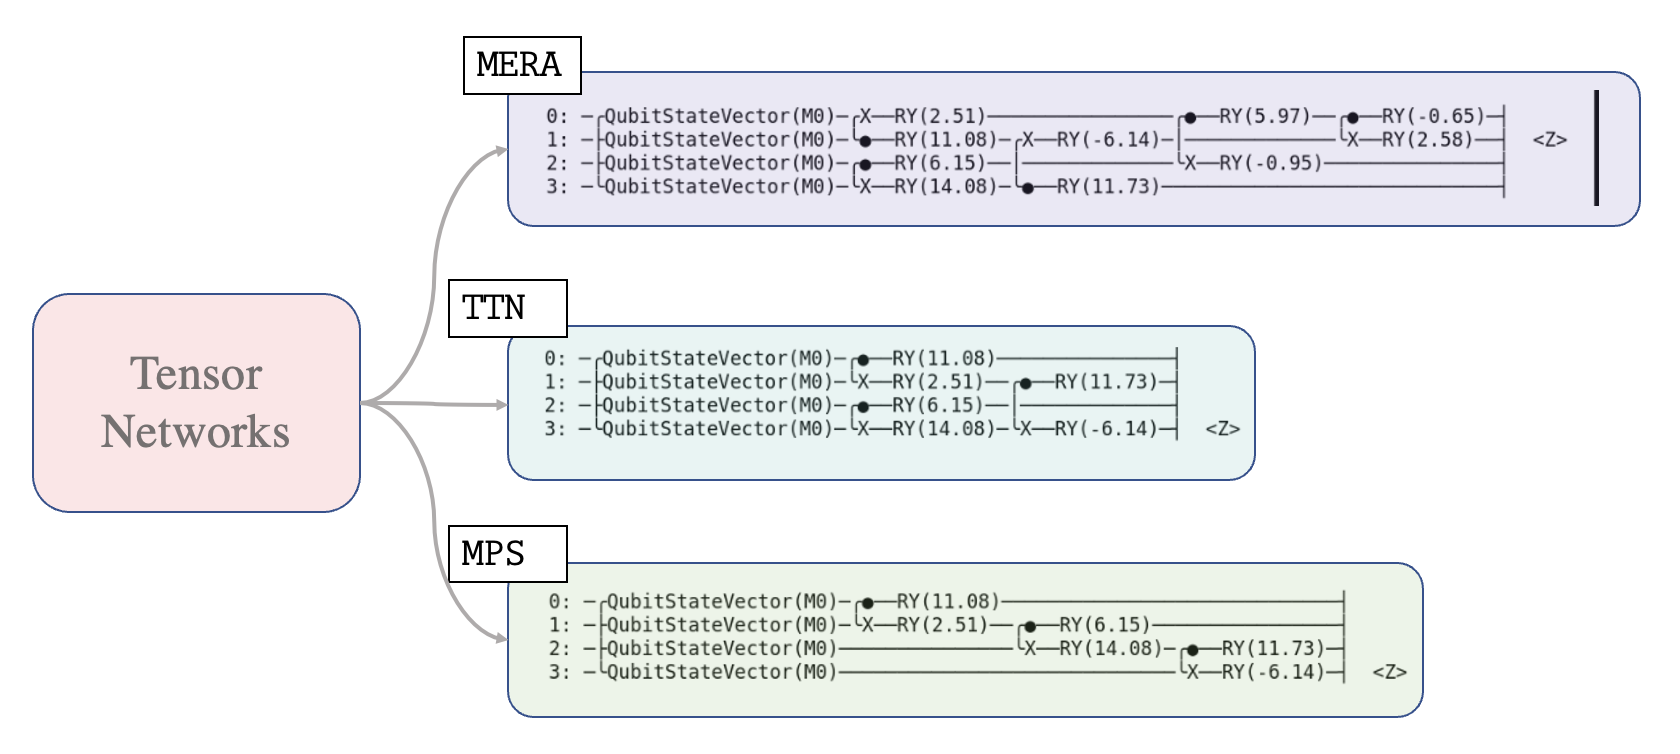 MERA
0: ─╭QubitStateVector(M0)─╭X──RY(2.51)────────────────╭●──RY(5.97)──╭●──RY(-0.65)─┤
1: ─├QubitStateVector(M0)─╰●──RY(11.08)─╭X──RY(-6.14)─│─────────────╰X──RY(2.58)──┤  <Z>
2: ─├QubitStateVector(M0)─╭●──RY(6.15)──│─────────────╰X──RY(-0.95)───────────────┤
3: ─╰QubitStateVector(M0)─╰X──RY(14.08)─╰●──RY(11.73)─────────────────────────────┤
Tensor
Networks
TTN
0: ─╭QubitStateVector(M0)─╭●──RY(11.08)───────────────┤
1: ─├QubitStateVector(M0)─╰X──RY(2.51)──╭●──RY(11.73)─┤
2: ─├QubitStateVector(M0)─╭●──RY(6.15)──│─────────────┤
3: ─╰QubitStateVector(M0)─╰X──RY(14.08)─╰X──RY(-6.14)─┤  <Z>
MPS
0: ─╭QubitStateVector(M0)─╭●──RY(11.08)─────────────────────────────┤
1: ─├QubitStateVector(M0)─╰X──RY(2.51)──╭●──RY(6.15)────────────────┤
2: ─├QubitStateVector(M0)───────────────╰X──RY(14.08)─╭●──RY(11.73)─┤
3: ─╰QubitStateVector(M0)─────────────────────────────╰X──RY(-6.14)─┤  <Z>